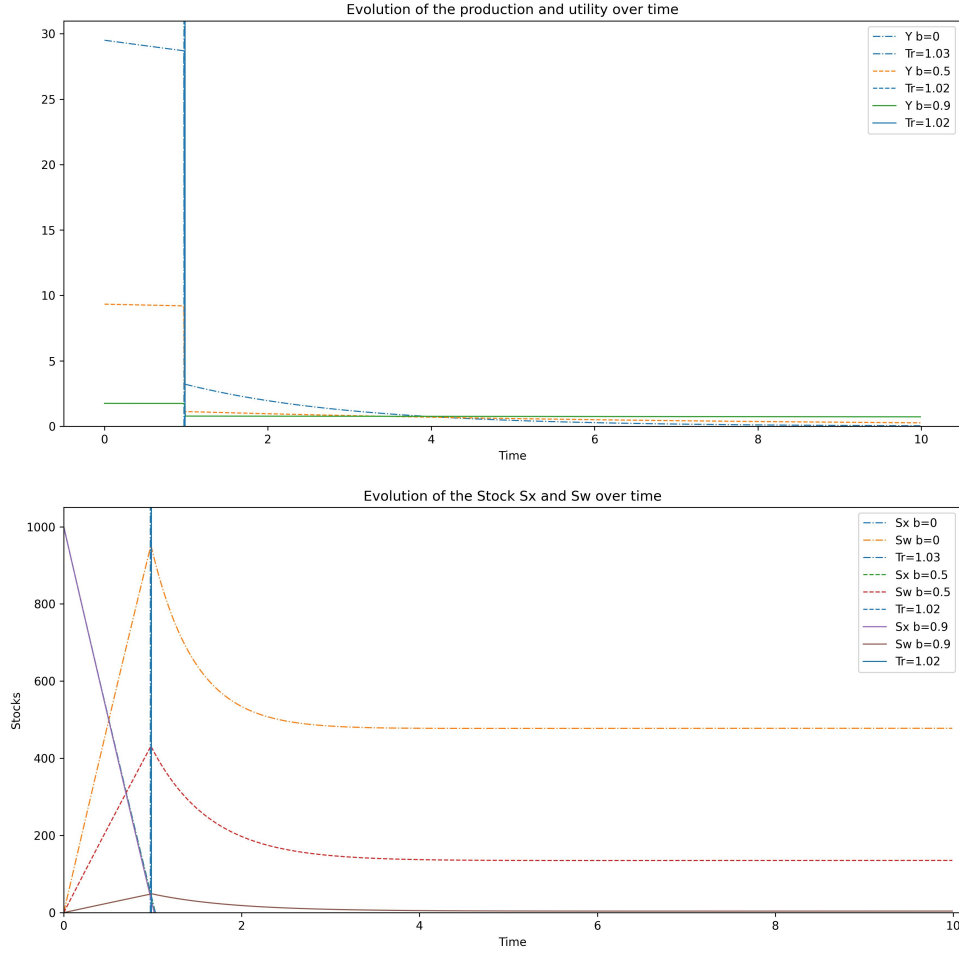 Evolution of the production and utility over time
30
25
20
15
10
5
0
Y b=0
Tr=1.03
Y b=0.5
Tr=1.02
Y b=0.9
Tr=1.02
0 2 4 6 8 10
Time
Evolution of the Stock Sx and Sw over time
Stocks
1000
800
600
400
200
0
Sx b=0
Sw b=0
Tr=1.03
Sx b=0.5
Sw b=0.5
Tr=1.02
Sx b=0.9
Sw b=0.9
Tr=1.02
0 2 4 6 8 10
Time